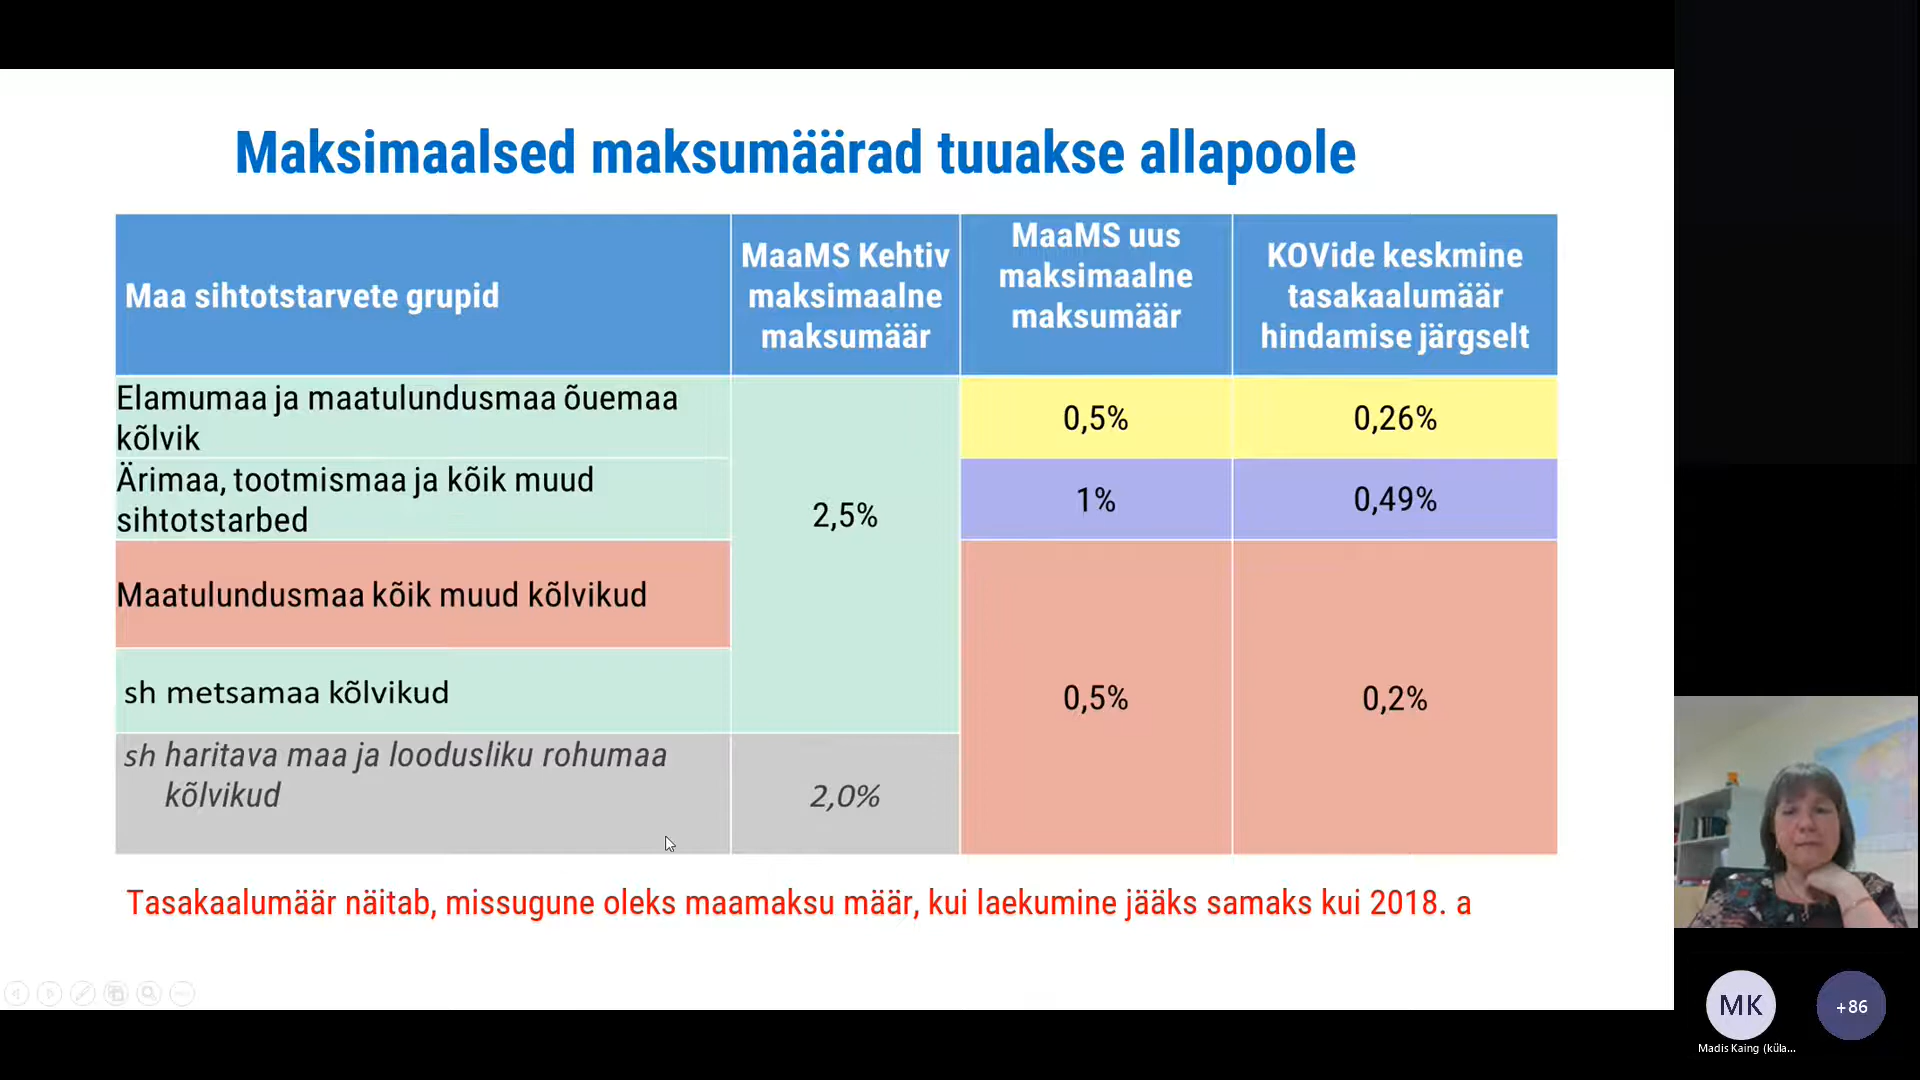 Maksimaalsed maksumäärad tuuakse allapoole
Maa sihtotstarvete grupid
MaaMS Kehtiv
maksimaalne
maksumäär
MaaMS uus
maksimaalne
maksumäär
KOVide keskmine
tasakaalumäär
hindamise järgselt
Elamumaa ja maatulundusmaa õuemaa
kõlvik
2,5%
0,5%
0,26%
Ärimaa, tootmismaa ja kõik muud
sihtotstarbed
1%
0,49%
Maatulundusmaa kõik muud kõlvikud
0,5%
0,2%
sh metsamaa kõlvikud
sh haritava maa ja loodusliku rohumaa
kõlvikud
2,0%
Tasakaalumäär näitab, missugune oleks maamaksu määr, kui laekumine jääks samaks kui 2018. a
MK
+86
Madis Kaing (küla...